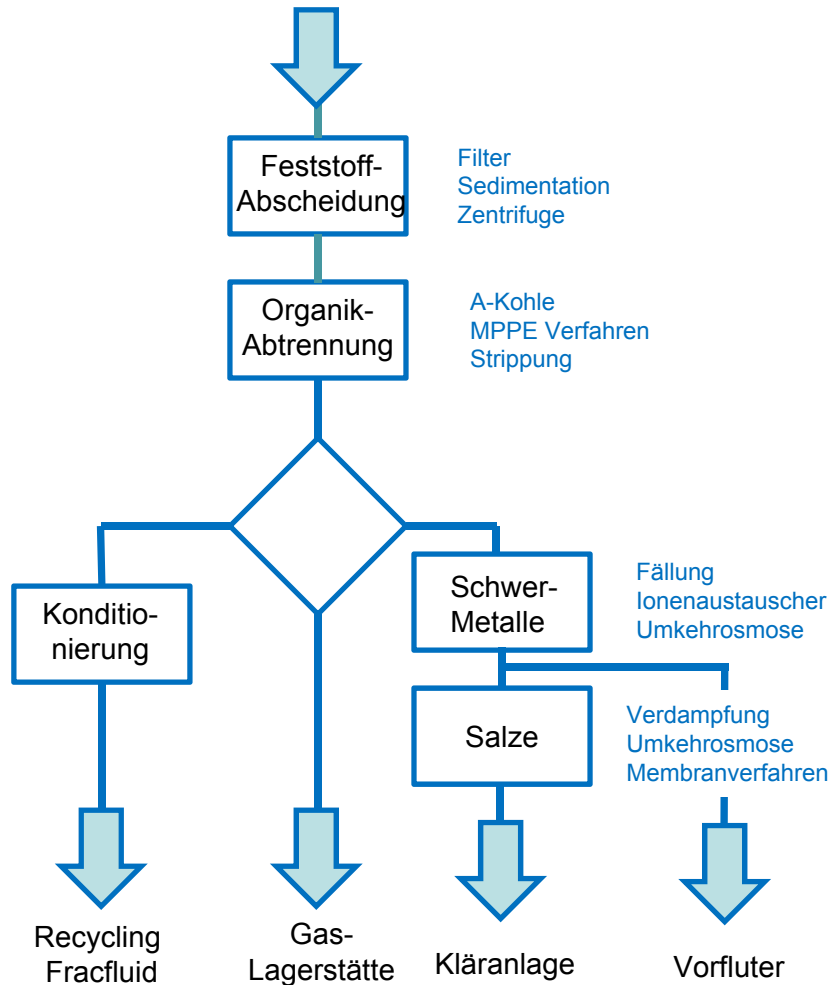 Feststoff-
Abscheidung
Filter
Sedimentation
Zentrifuge
Organik-
Abtrennung
A-Kohle
MPPE Verfahren
Strippung
Konditio-
nierung
Schwer-
Metalle
Fällung
Ionenaustauscher
Umkehrosmose
Salze
Verdampfung
Umkehrosmose
Membranverfahren
Recycling
Fracfluid
Gas-
Lagerstätte
Kläranlage
Vorfluter